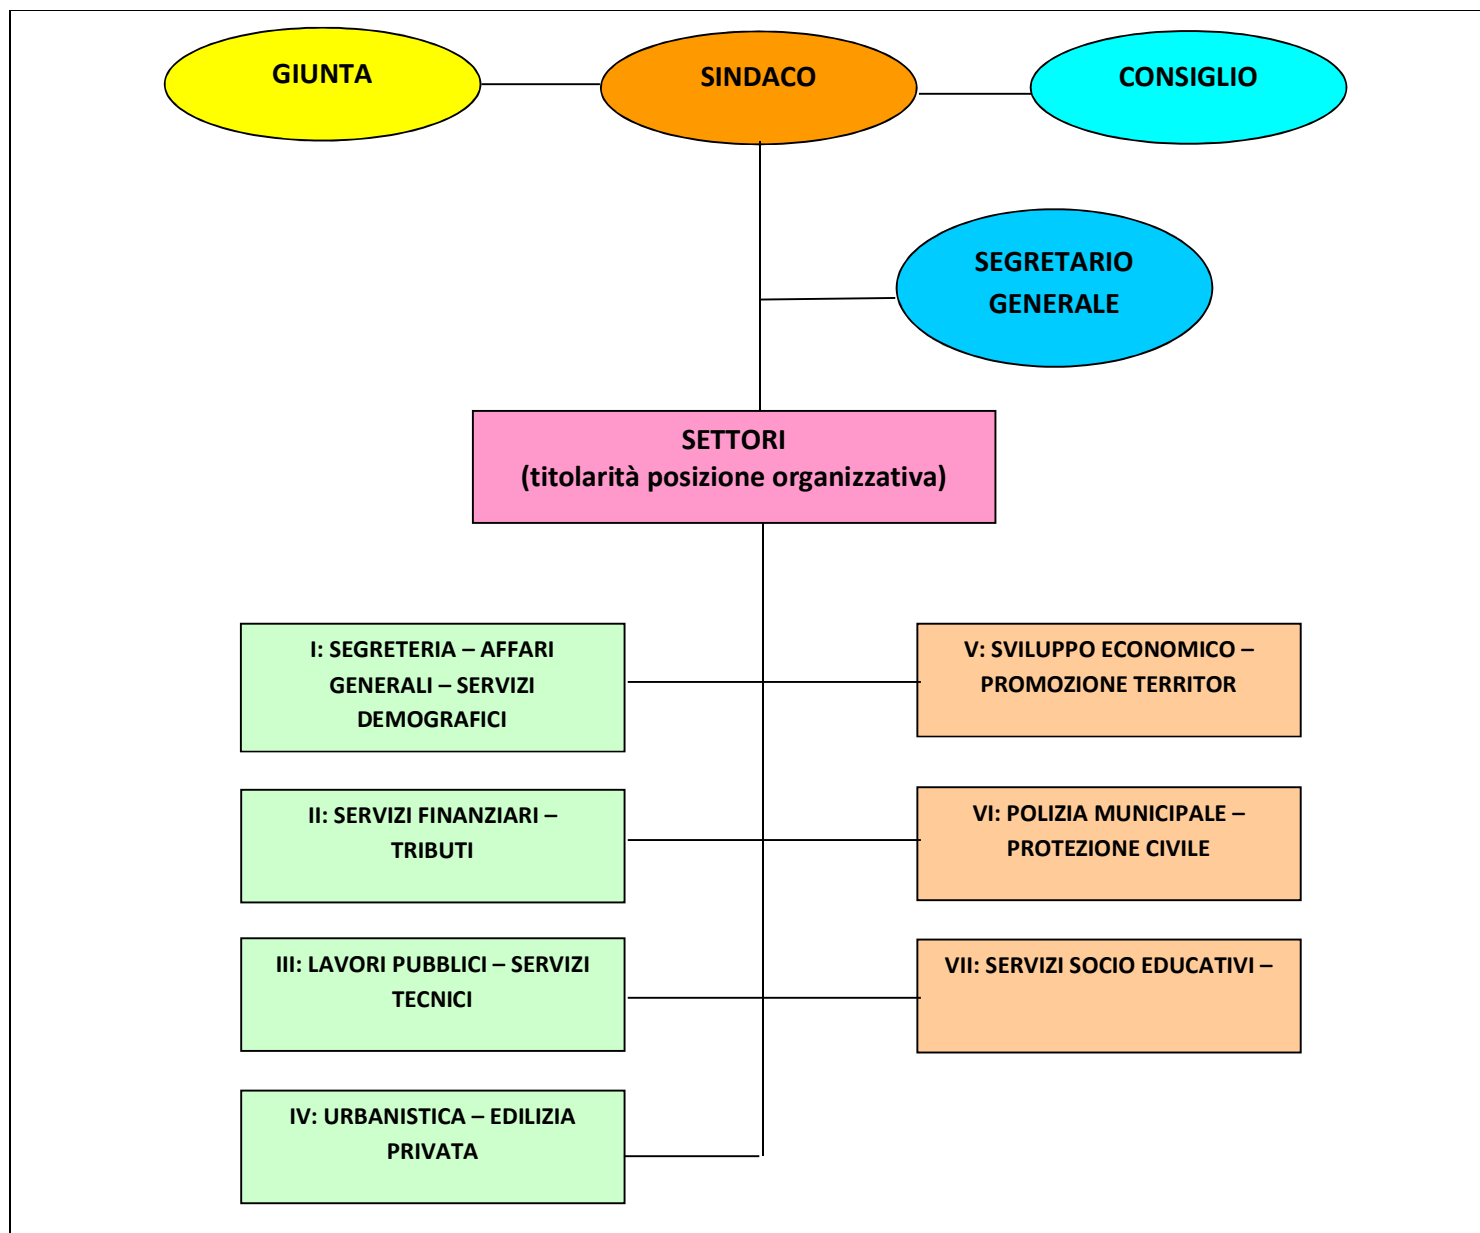 GIUNTA
SINDACO
CONSIGLIO
SEGRETARIO
GENERALE
SETTORI
(titolarità posizione organizzativa)
I: SEGRETERIA – AFFARI
GENERALI – SERVIZI
DEMOGRAFICI
V: SVILUPPO ECONOMICO –
PROMOZIONE TERRITOR
II: SERVIZI FINANZIARI –
TRIBUTI
VI: POLIZIA MUNICIPALE –
PROTEZIONE CIVILE
III: LAVORI PUBBLICI – SERVIZI
TECNICI
VII: SERVIZI SOCIO EDUCATIVI –
IV: URBANISTICA – EDILIZIA
PRIVATA